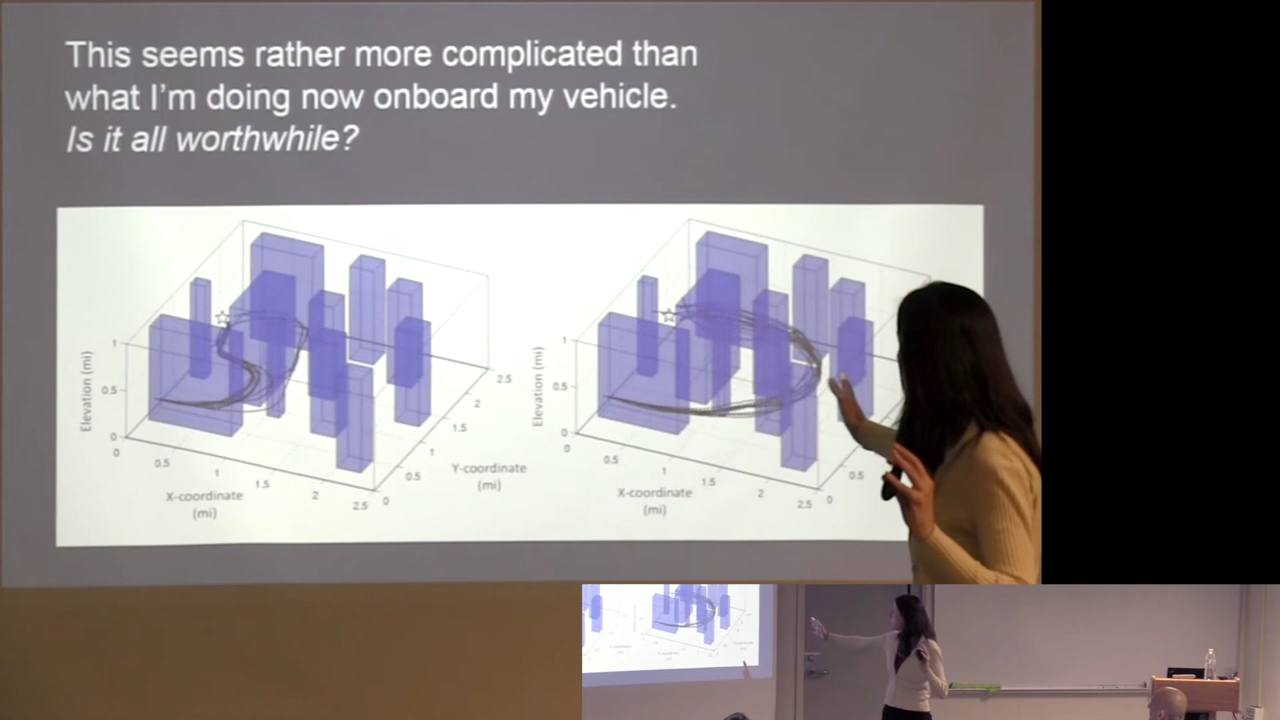 This seems rather more complicated than
what I'm doing now onboard my vehicle.
Is it all worthwhile?
Elevation (mi)
1
0.5
0
0
0.5
1
1.5
2
2.5
X-coordinate
(mi)
0
0.5
1
1.5
2
2.5
Y-coordinate
(mi)
Elevation (mi)
1
0.5
0
0
0.5
1
1.5
2
2.5
X-coordinate
(mi)
0
0.5